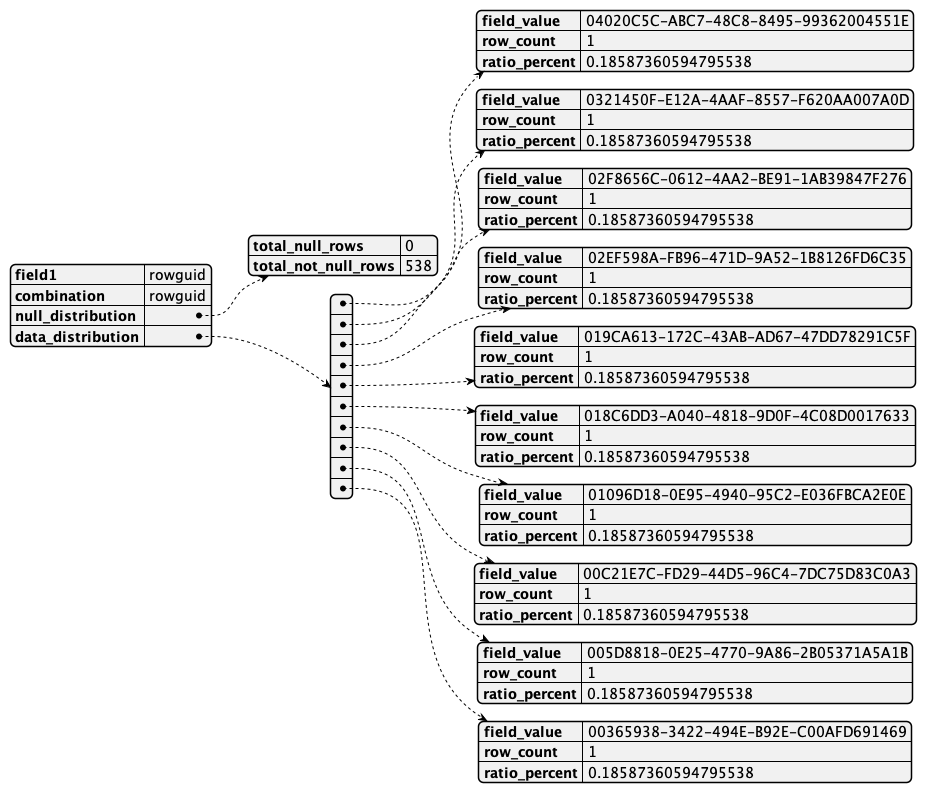 field1 rowguid
combination rowguid
null_distribution
data_distribution
total_null_rows 0
total_not_null_rows 538
field_value 04020C5C-ABC7-48C8-8495-99362004551E
row_count 1
ratio_percent 0.18587360594795538
field_value 0321450F-E12A-4AAF-8557-F620AA007A0D
row_count 1
ratio_percent 0.18587360594795538
field_value 02F8656C-0612-4AA2-BE91-1AB39847F276
row_count 1
ratio_percent 0.18587360594795538
field_value 02EF598A-FB96-471D-9A52-1B8126FD6C35
row_count 1
ratio_percent 0.18587360594795538
field_value 019CA613-172C-43AB-AD67-47DD78291C5F
row_count 1
ratio_percent 0.18587360594795538
field_value 018C6DD3-A040-4818-9D0F-4C08D0017633
row_count 1
ratio_percent 0.18587360594795538
field_value 01096D18-0E95-4940-95C2-E036FBCA2E0E
row_count 1
ratio_percent 0.18587360594795538
field_value 00C21E7C-FD29-44D5-96C4-7DC75D83C0A3
row_count 1
ratio_percent 0.18587360594795538
field_value 005D8818-0E25-4770-9A86-2B05371A5A1B
row_count 1
ratio_percent 0.18587360594795538
field_value 00365938-3422-494E-B92E-C00AFD691469
row_count 1
ratio_percent 0.18587360594795538